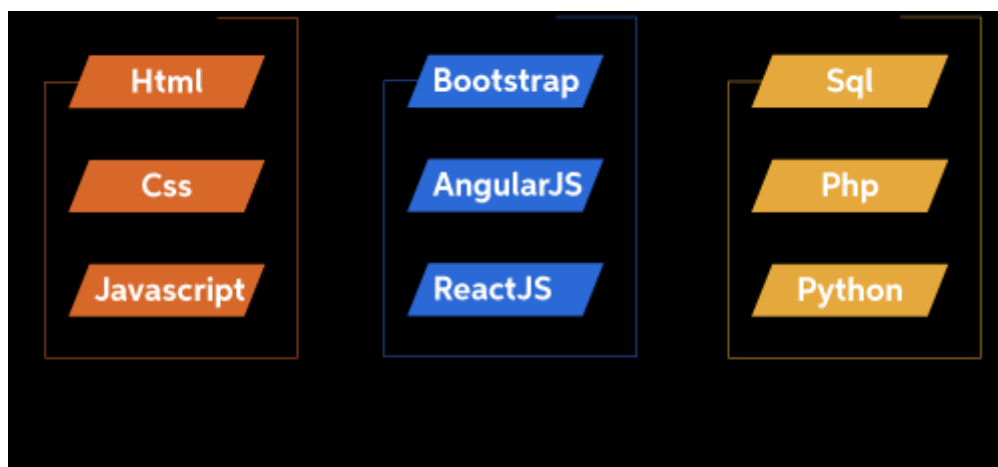 Html
Css
Javascript
Bootstrap
AngularJS
ReactJS
Sql
Php
Python